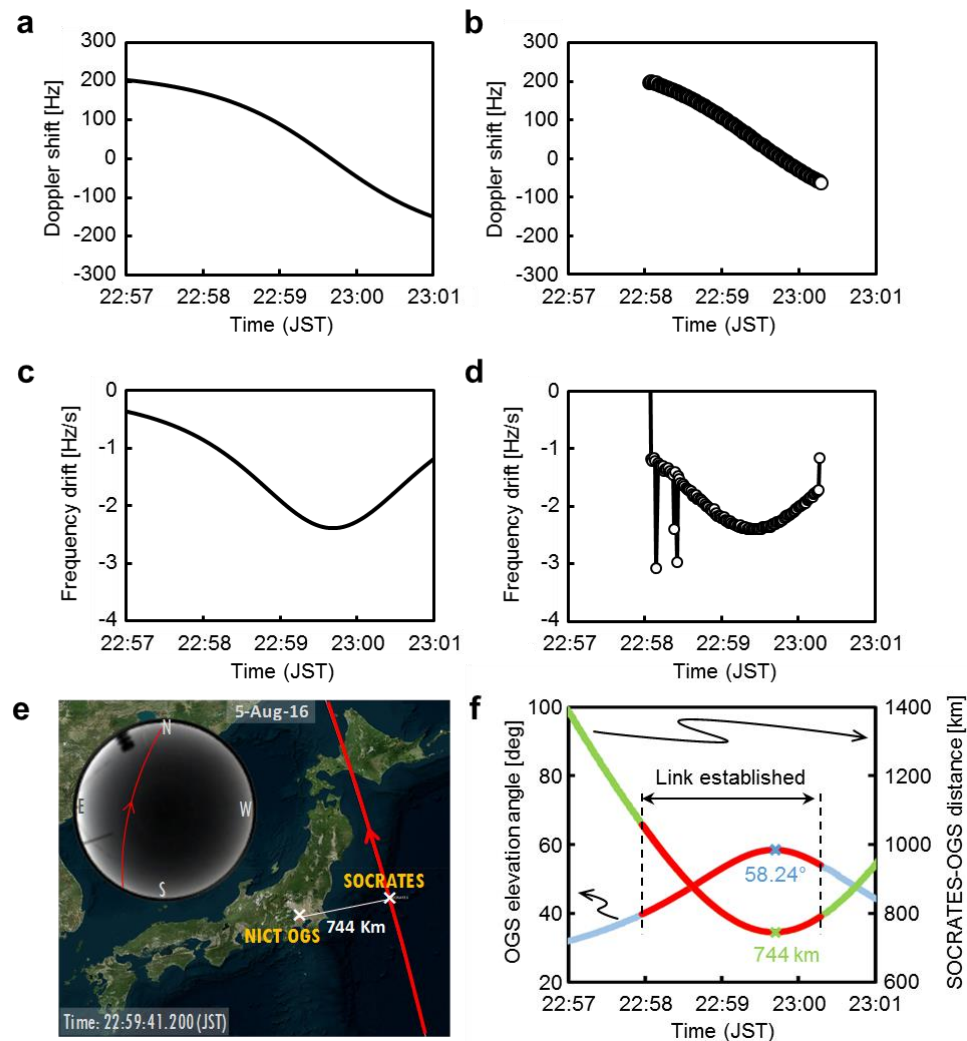 a
300
200
100
0
-100
-200
-300
Doppler shift [Hz]
22:57 22:58 22:59 23:00 23:01
Time (JST)
b
300
200
100
0
-100
-200
-300
Doppler shift [Hz]
22:57 22:58 22:59 23:00 23:01
Time (JST)
c
0
-1
-2
-3
-4
Frequency drift [Hz/s]
22:57 22:58 22:59 23:00 23:01
Time (JST)
d
0
-1
-2
-3
-4
Frequency drift [Hz/s]
22:57 22:58 22:59 23:00 23:01
Time (JST)
e
5-Aug-16
N
E
W
S
SOCRATES
NICT OGS
744 Km
Time: 22:59:41.200 (JST)
f
100
80
60
40
20
OGS elevation angle [deg]
1400
1200
1000
800
600
SOCRATES-OGS distance [km]
Link established
58.24°
744 km
22:57 22:58 22:59 23:00 23:01
Time (JST)